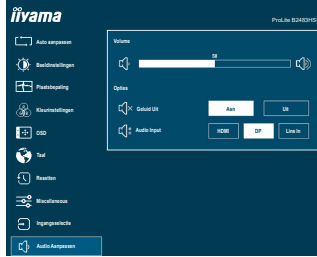 iiyama
ProLite B2483HS
Auto aanpassen
Beeldinstellingen
Plaatsbepaling
Kleurinstellingen
OSD
Taal
Resetten
Miscellaneous
Ingangsselectie
Audio Aanpassen
Volume
50
Opties
Geluid Uit
Aan
Uit
Audio Input
HDMI
DP
Line In